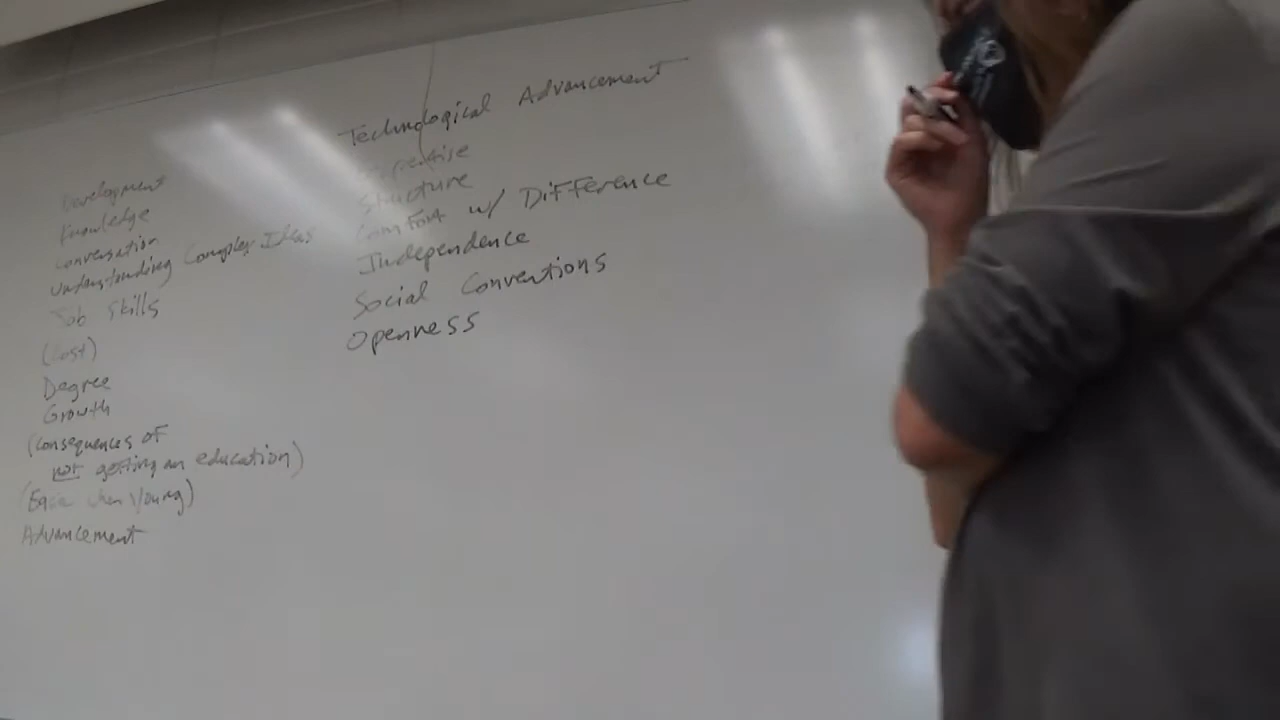 Development
Knowledge
Conversation
Understanding Complex Ideas
Job Skills
(Cost)
Degree
Growth
(Consequences of
not getting an education)
(Easier when Young)
Advancement
Technological Advancement
Expertise
Structure
Comfort w/ Difference
Independence
Social Conventions
Openness